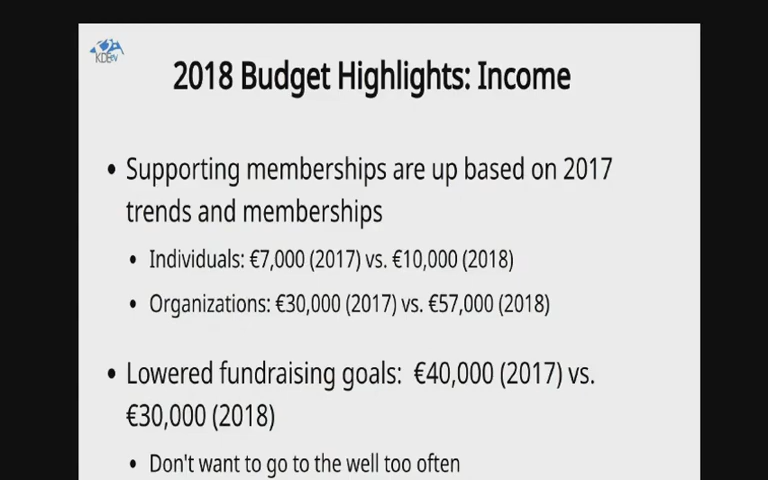 KDE e.V.
2018 Budget Highlights: Income
• Supporting memberships are up based on 2017
trends and memberships
• Individuals: €7,000 (2017) vs. €10,000 (2018)
• Organizations: €30,000 (2017) vs. €57,000 (2018)
• Lowered fundraising goals: €40,000 (2017) vs.
€30,000 (2018)
• Don't want to go to the well too often